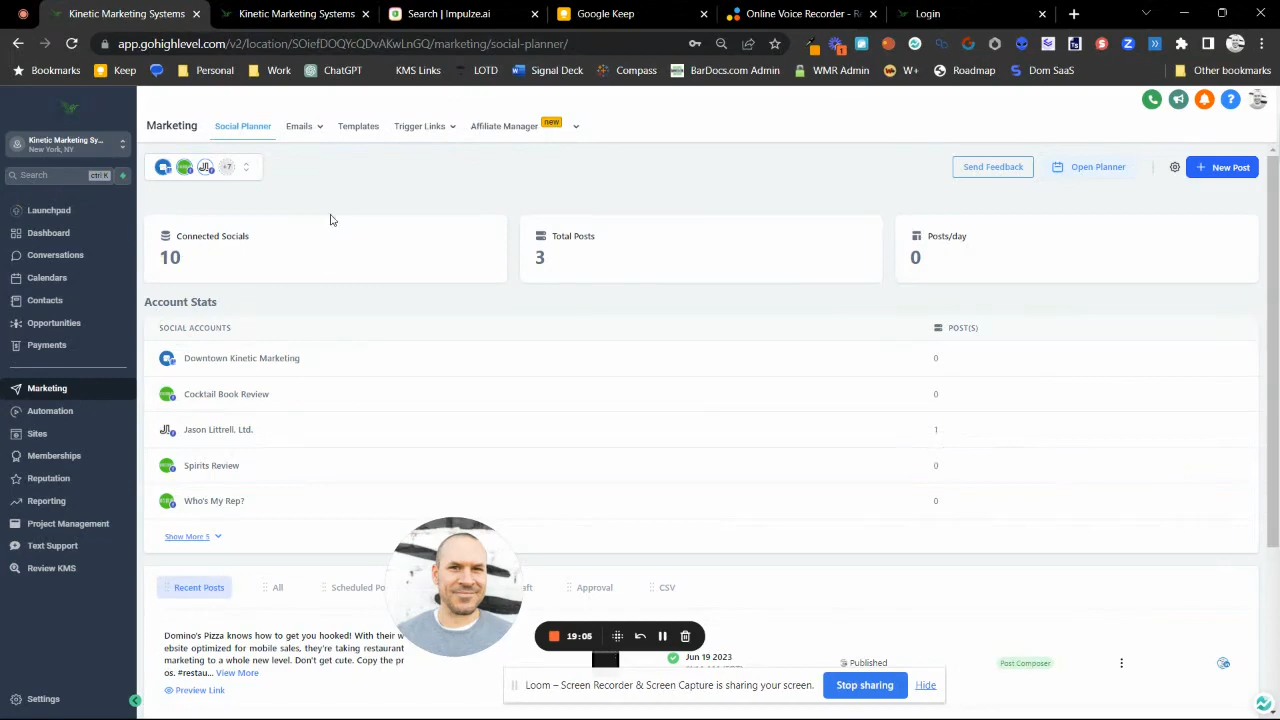 Kinetic Marketing Systems
Kinetic Marketing Systems
Search | Impulze.ai
Google Keep
Online Voice Recorder - Re
Login
app.gohighlevel.com/v2/location/SOiefDOQYcQDvAKwLnGQ/marketing/social-planner/
Bookmarks
Keep
Personal
Work
ChatGPT
KMS Links
LOTD
Signal Deck
Compass
BarDocs.com Admin
WMR Admin
W+
Roadmap
Dom SaaS
Other bookmarks
Kinetic Marketing Sy...
New York, NY
Search
ctrl K
Launchpad
Dashboard
Conversations
Calendars
Contacts
Opportunities
Payments
Marketing
Automation
Sites
Memberships
Reputation
Reporting
Project Management
Text Support
Review KMS
Settings
Marketing
Social Planner
Emails
Templates
Trigger Links
Affiliate Manager
new
+7
Send Feedback
Open Planner
+ New Post
Connected Socials
10
Total Posts
3
Posts/day
0
Account Stats
SOCIAL ACCOUNTS
POST(S)
Downtown Kinetic Marketing
0
Cocktail Book Review
0
Jason Littrell, Ltd.
1
Spirits Review
0
Who's My Rep?
0
Show More 5
Recent Posts
All
Scheduled Po
aft
Approval
CSV
Domino's Pizza knows how to get you hooked! With their w
ebsite optimized for mobile sales, they're taking restaurant
marketing to a whole new level. Don't get cute. Copy the pr
os. #restau... View More
Preview Link
19:05
Jun 19 2023
Published
Post Composer
Loom – Screen Recorder & Screen Capture is sharing your screen.
Stop sharing
Hide